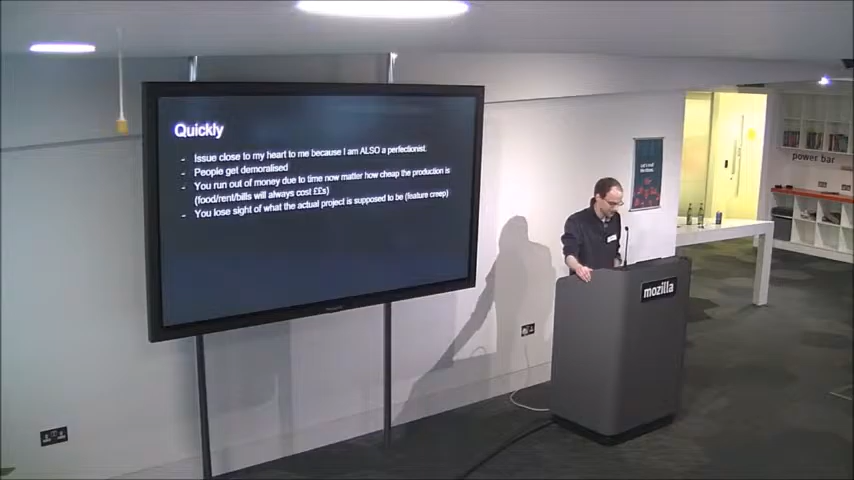 Quickly
- Issue close to my heart to me because I am ALSO a perfectionist.
- People get demoralised
- You run out of money due to time now matter how cheap the production is
(food/rent/bills will always cost ££s)
- You lose sight of what the actual project is supposed to be (feature creep)
mozilla
power bar